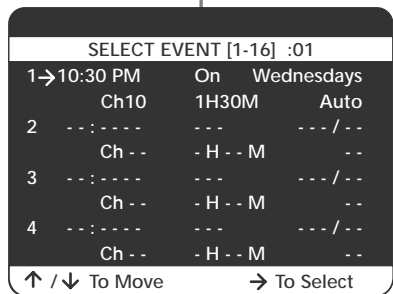 SELECT EVENT [1-16] :01
1→10:30 PM On Wednesdays
Ch10 1H30M Auto
2 - - : - - - - - - - - - - / - -
Ch - - - H - - M - -
3 - - : - - - - - - - - - - / - -
Ch - - - H - - M - -
4 - - : - - - - - - - - - - / - -
Ch - - - H - - M - -
↑ / ↓ To Move → To Select